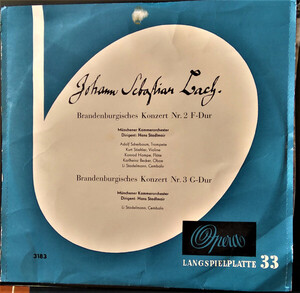 Johann Sebastian Bach.
Brandenburgisches Konzert Nr. 2 F-Dur
Münchener Kammerorchester
Dirigent: Hans Stadlmair
Adolf Scherbaum, Trompete
Kurt Stiehler, Violine
Konrad Hampe, Flöte
Karlheinz Becker, Oboe
Li Stadelmann, Cembalo
Brandenburgisches Konzert Nr. 3 G-Dur
Münchener Kammerorchester
Dirigent: Hans Stadlmair
Li Stadelmann, Cembalo
Opera
3183
LANGSPIELPLATTE 33